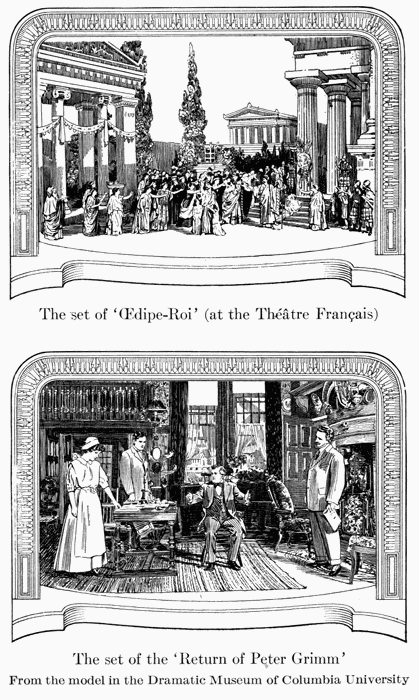 The set of ‘Œdipe-Roi’ (at the Théâtre Français)
The set of the ‘Return of Peter Grimm’
From the model in the Dramatic Museum of Columbia University